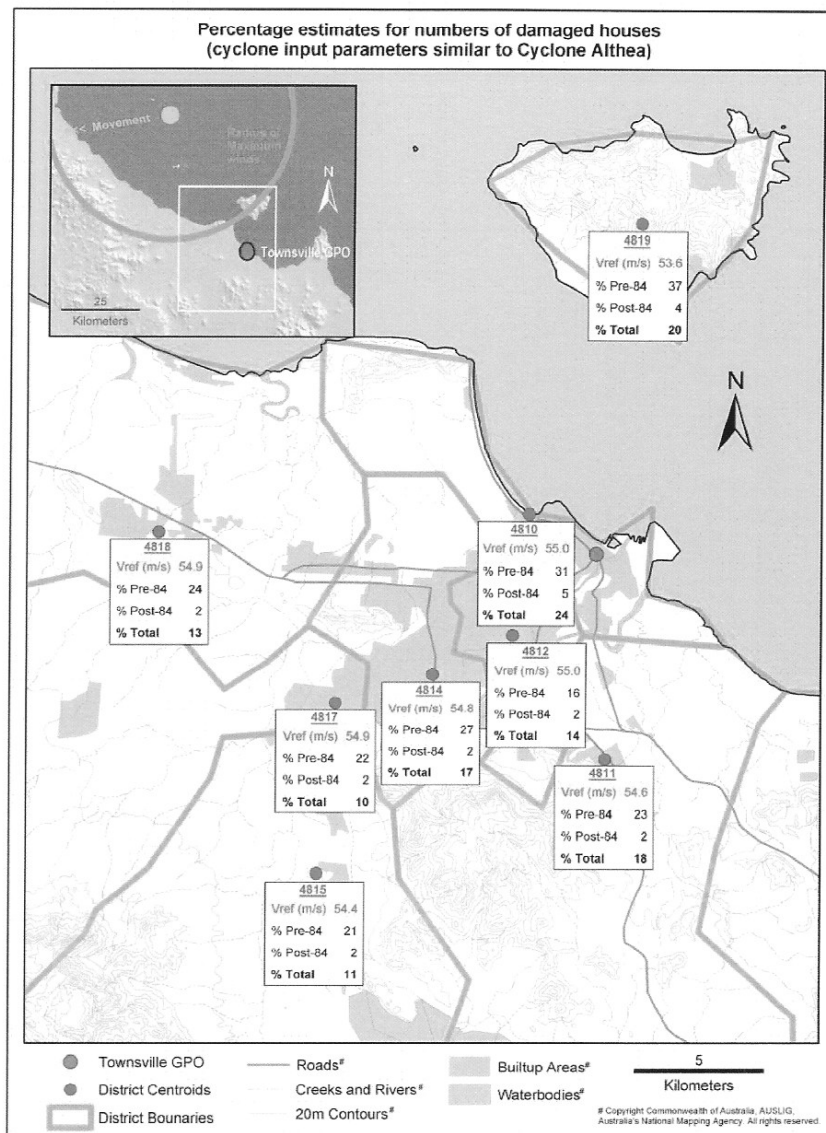 Percentage estimates for numbers of damaged houses
(cyclone input parameters similar to Cyclone Althea)
<< Movement
Radius of
Maximum
winds
N
Townsville GPO
25
Kilometers
4819
Vref (m/s) 53.6
% Pre-84 37
% Post-84 4
% Total 20
N
4818
Vref (m/s) 54.9
% Pre-84 24
% Post-84 2
% Total 13
4810
Vref (m/s) 55.0
% Pre-84 31
% Post-84 5
% Total 24
4812
Vref (m/s) 55.0
% Pre-84 16
% Post-84 2
% Total 14
4814
Vref (m/s) 54.8
% Pre-84 27
% Post-84 2
% Total 17
4817
Vref (m/s) 54.9
% Pre-84 22
% Post-84 2
% Total 10
4811
Vref (m/s) 54.6
% Pre-84 23
% Post-84 2
% Total 18
4815
Vref (m/s) 54.4
% Pre-84 21
% Post-84 2
% Total 11
Townsville GPO
District Centroids
District Bounaries
Roads#
Creeks and Rivers#
20m Contours#
Builtup Areas#
Waterbodies#
5
Kilometers
# Copyright Commonwealth of Australia, AUSLIG,
Australia's National Mapping Agency. All rights reserved.